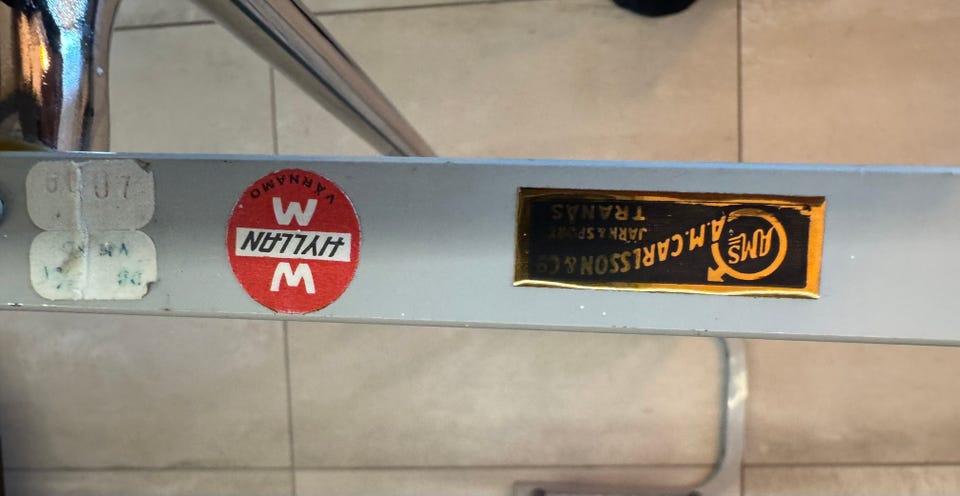 AMS
A.M. CARLSSON & CO
JÄRN & SPORT
TRANÅS
M
HYLLAN
W
VÄRNAMO